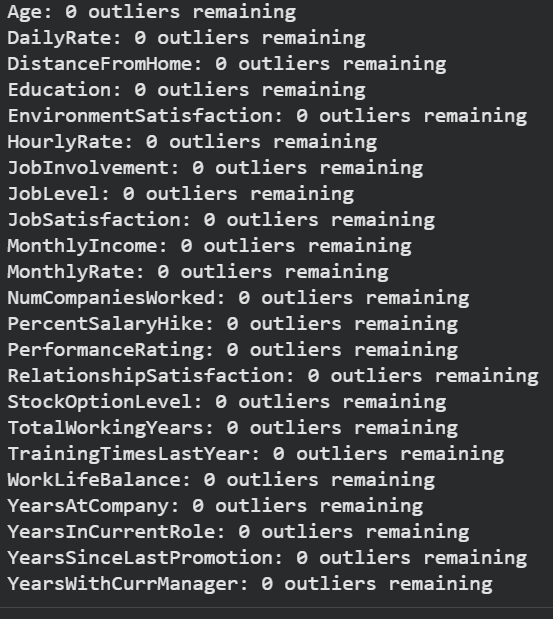 Age: 0 outliers remaining
DailyRate: 0 outliers remaining
DistanceFromHome: 0 outliers remaining
Education: 0 outliers remaining
EnvironmentSatisfaction: 0 outliers remaining
HourlyRate: 0 outliers remaining
JobInvolvement: 0 outliers remaining
JobLevel: 0 outliers remaining
JobSatisfaction: 0 outliers remaining
MonthlyIncome: 0 outliers remaining
MonthlyRate: 0 outliers remaining
NumCompaniesWorked: 0 outliers remaining
PercentSalaryHike: 0 outliers remaining
PerformanceRating: 0 outliers remaining
RelationshipSatisfaction: 0 outliers remaining
StockOptionLevel: 0 outliers remaining
TotalWorkingYears: 0 outliers remaining
TrainingTimesLastYear: 0 outliers remaining
WorkLifeBalance: 0 outliers remaining
YearsAtCompany: 0 outliers remaining
YearsInCurrentRole: 0 outliers remaining
YearsSinceLastPromotion: 0 outliers remaining
YearsWithCurrManager: 0 outliers remaining